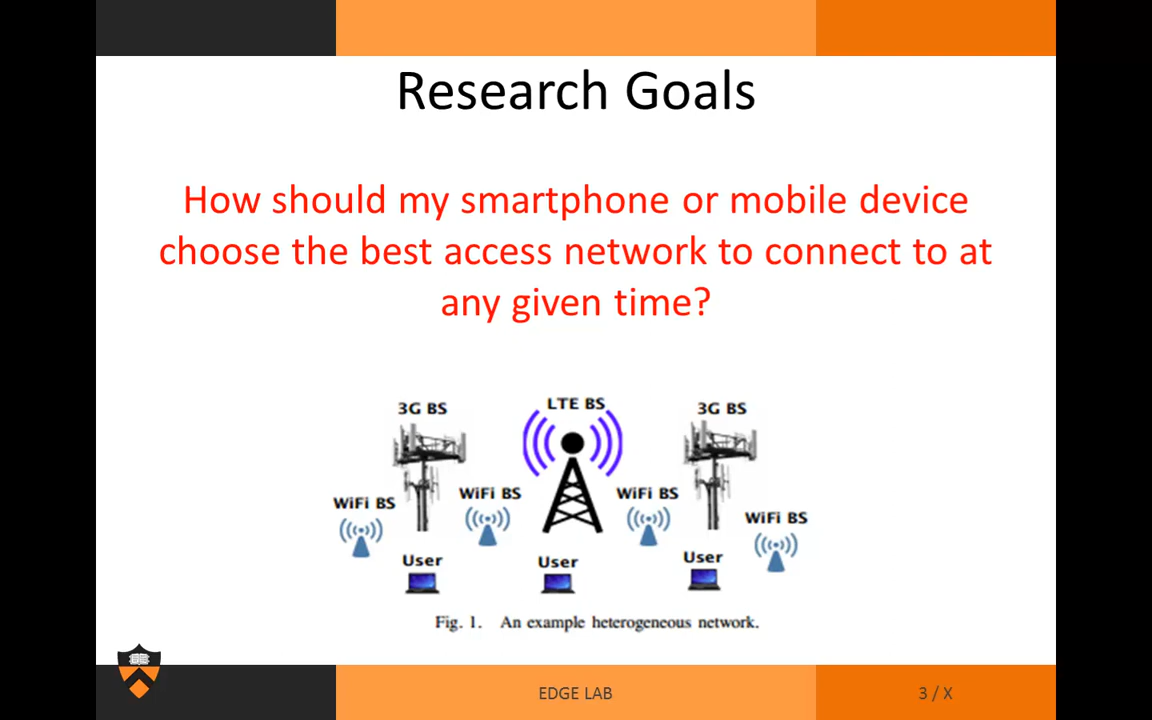 Research Goals
How should my smartphone or mobile device
choose the best access network to connect to at
any given time?
3G BS
LTE BS
3G BS
WiFi BS
WiFi BS
WiFi BS
WiFi BS
User
User
User
Fig. 1. An example heterogeneous network.
EDGE LAB
3 / X